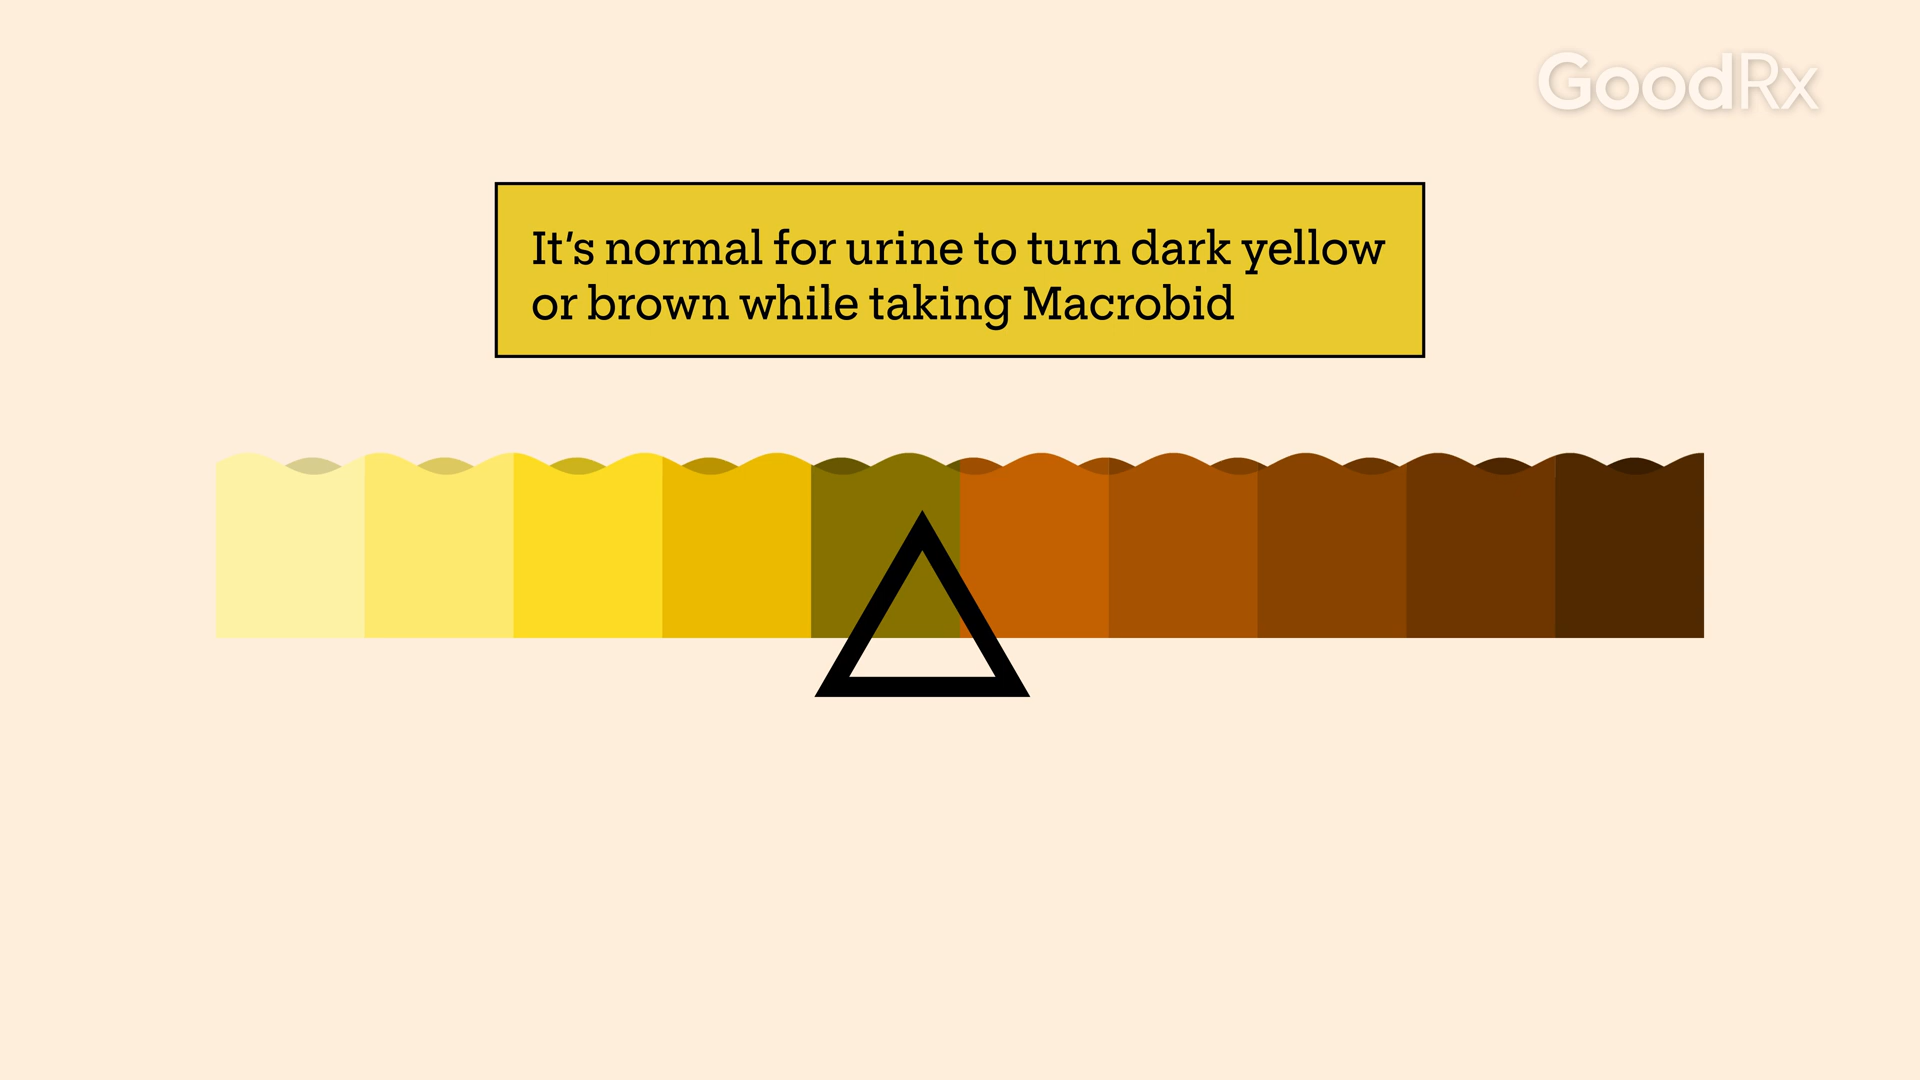 GoodRx
It’s normal for urine to turn dark yellow
or brown while taking Macrobid